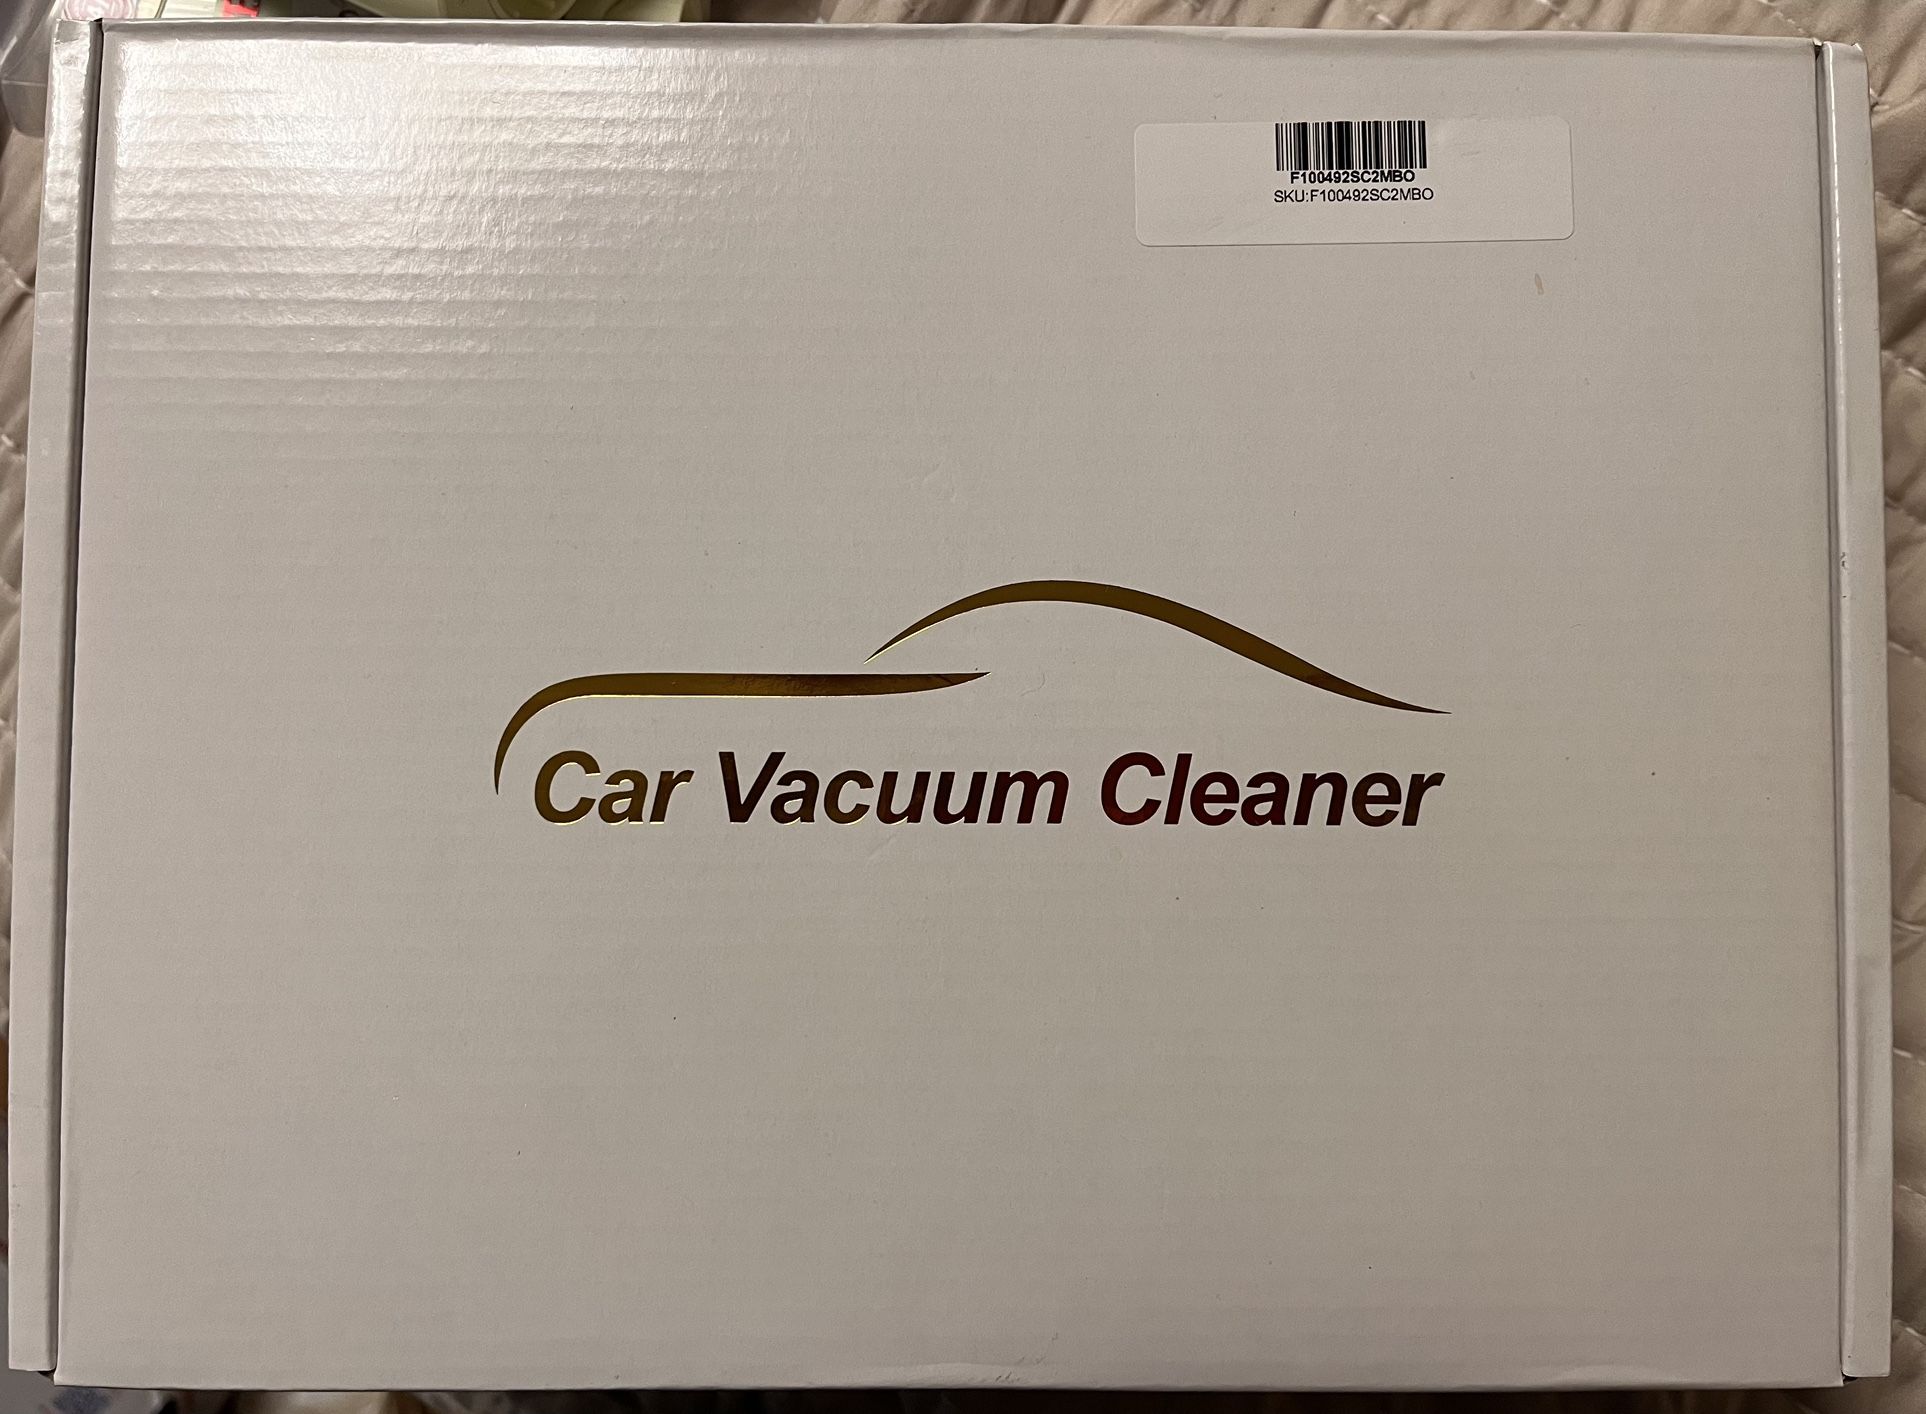 F100492SC2MBO
SKU:F100492SC2MBO
Car Vacuum Cleaner